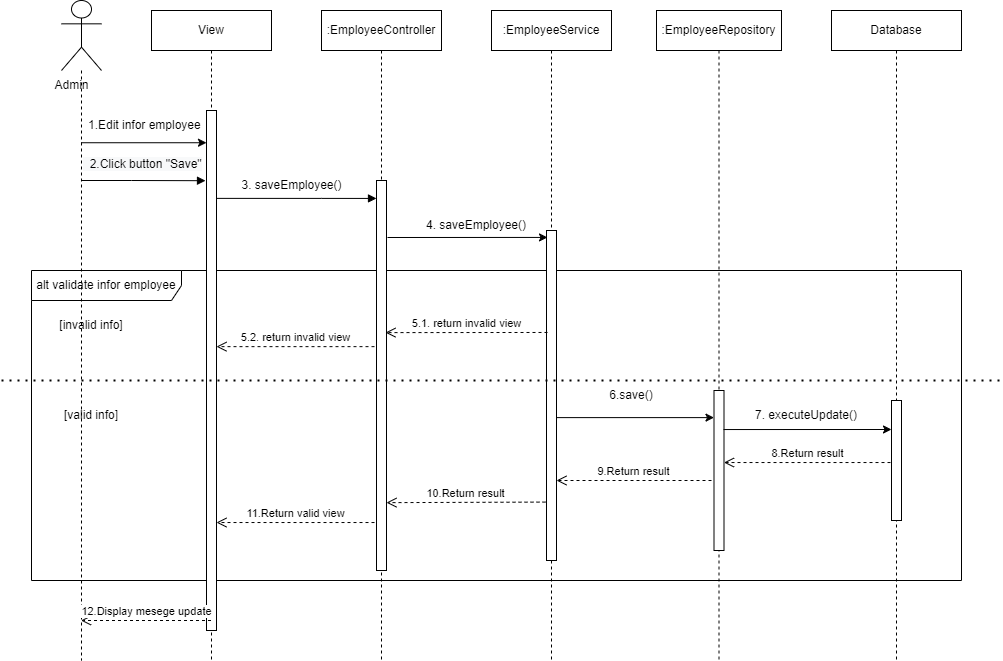 View
:EmployeeController
:EmployeeService
:EmployeeRepository
Database
Admin
1.Edit infor employee
2.Click button "Save"
3. saveEmployee()
4. saveEmployee()
alt validate infor employee
[invalid info]
5.1. return invalid view
5.2. return invalid view
[valid info]
6.save()
7. executeUpdate()
8.Return result
9.Return result
10.Return result
11.Return valid view
12.Display mesege update